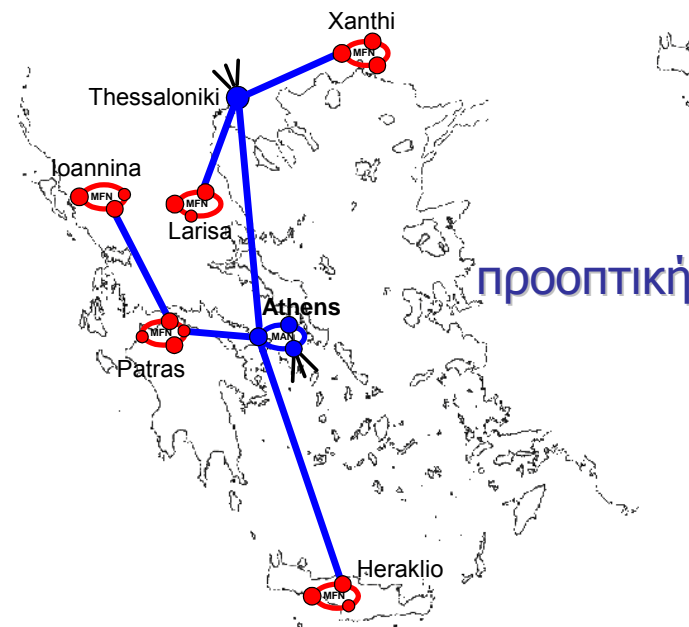 Xanthi
MFN
Thessaloniki
Ioannina
MFN
MFN
Larisa
προοπτική
Athens
MFN
MAN
Patras
Heraklio
MFN